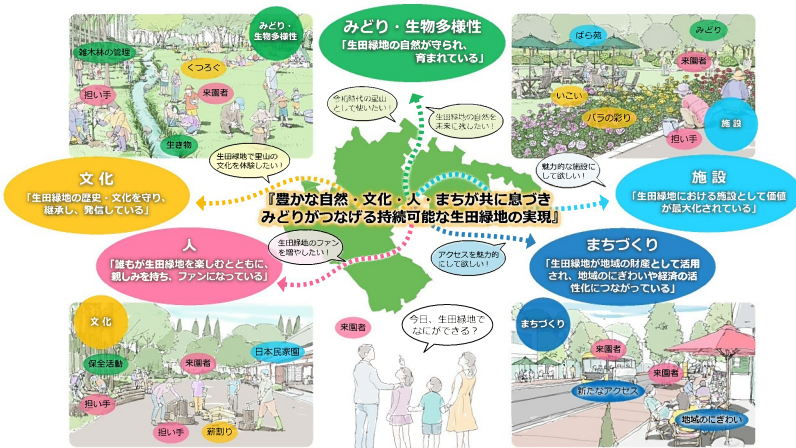 みどり・生物多様性
「生田緑地の自然が守られ、
育まれている」
みどり・
生物多様性
雑木林の管理
くつろぐ
担い手
来園者
生き物
ばら苑
みどり
来園者
いこい
バラの彩り
施設
担い手
今の時代の里山
として使いたい！
生田緑地の自然を
未来に残したい！
生田緑地で里山の
文化を体験したい！
魅力的な施設に
して欲しい！
文化
「生田緑地の歴史・文化を守り、
継承し、発信している」
施設
「生田緑地における施設として価値
が最大化されている」
『豊かな自然・文化・人・まちが共に息づき
みどりがつなげる持続可能な生田緑地の実現』
人
「誰もが生田緑地を楽しむとともに、
親しみを持ち、ファンになっている」
生田緑地のファン
を増やしたい！
アクセスを魅力的
にして欲しい！
まちづくり
「生田緑地が地域の財産として活用
され、地域のにぎわいや経済の活
性化につながっている」
文化
保全活動
来園者
日本民家園
担い手
担い手
薪割り
来園者
今日、生田緑地で
なにができる？
まちづくり
来園者
来園者
新たなアクセス
地域のにぎわい